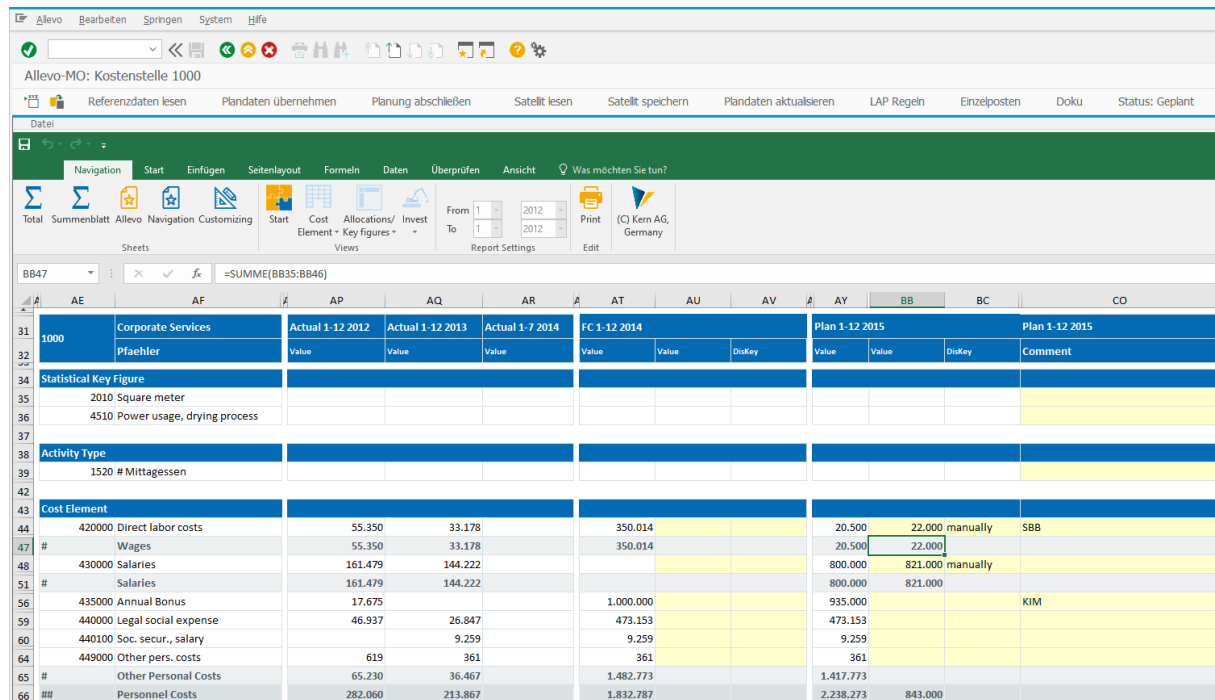 Allevo Bearbeiten Springen System Hilfe
Allevo-MO: Kostenstelle 1000
Referenzdaten lesen Plandaten übernehmen Planung abschließen Satellit lesen Satellit speichern Plandaten aktualisieren LAP Regeln Einzelposten Doku Status: Geplant
Datei
Navigation Start Einfügen Seitenlayout Formeln Daten Überprüfen Ansicht Was möchten Sie tun?
Total Summenblatt Allevo Navigation Customizing Start Cost Element Allocations/ Key figures Invest From 1 2012 Print (C) Kern AG, Germany
To 1 2012
Sheets Views Report Settings Edit
BB47 fx =SUMME(BB35:BB46)
A AE AF A AP AQ AR A AT AU AV A AY BB BC CO
31 1000 Corporate Services Actual 1-12 2012 Actual 1-12 2013 Actual 1-7 2014 FC 1-12 2014 Plan 1-12 2015 Plan 1-12 2015
32 Pfaehler Value Value Value Value Value DisKey Value Value DisKey Comment
34 Statistical Key Figure
35 2010 Square meter
36 4510 Power usage, drying process
37
38 Activity Type
39 1520 # Mittagessen
42
43 Cost Element
44 420000 Direct labor costs 55.350 33.178 350.014 20.500 22.000 manually SBB
47 # Wages 55.350 33.178 350.014 20.500 22.000
48 430000 Salaries 161.479 144.222 800.000 821.000 manually
51 # Salaries 161.479 144.222 800.000 821.000
56 435000 Annual Bonus 17.675 1.000.000 935.000 KIM
59 440000 Legal social expense 46.937 26.847 473.153 473.153
60 440100 Soc. secur., salary 9.259 9.259 9.259
64 449000 Other pers. costs 619 361 361 361
65 # Other Personal Costs 65.230 36.467 1.482.773 1.417.773
66 ## Personnel Costs 282.060 213.867 1.832.787 2.238.273 843.000